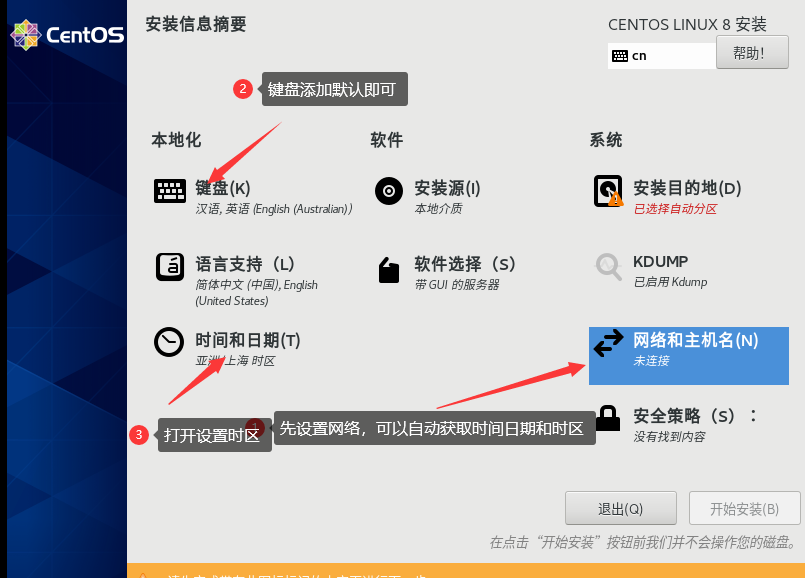 CentOS
安装信息摘要
CENTOS LINUX 8 安装
cn
帮助!
2
键盘添加默认即可
本地化
软件
系统
键盘(K)
汉语, 英语 (English (Australian))
安装源(I)
本地介质
安装目的地(D)
已选择自动分区
语言支持（L）
简体中文 (中国), English
(United States)
软件选择（S）
带 GUI 的服务器
KDUMP
已启用 Kdump
时间和日期(T)
亚洲/上海 时区
网络和主机名(N)
未连接
3
打开设置时区
1
先设置网络，可以自动获取时间日期和时区
安全策略（S）：
没有找到内容
退出(Q)
开始安装(B)
在点击“开始安装”按钮前我们并不会操作您的磁盘。